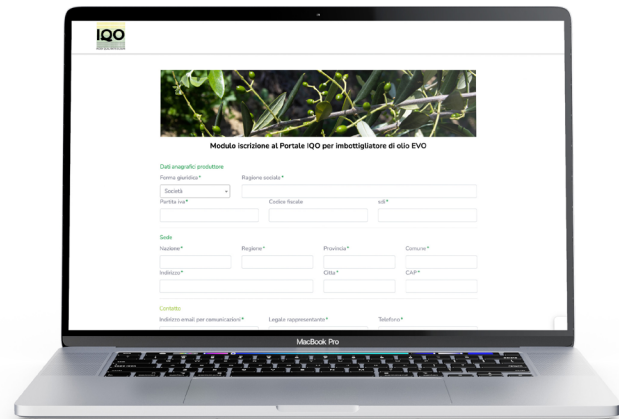 IQO
Modulo iscrizione al Portale IQO per imbottigliatore di olio EVO
Dati anagrafici produttore
Forma giuridica* Ragione sociale*
Società
Partita iva* Codice fiscale sdi*
Sede
Nazione* Regione* Provincia* Comune*
Indirizzo* Citta* CAP*
Contatto
Indirizzo email per comunicazioni* Legale rappresentante* Telefono*
MacBook Pro